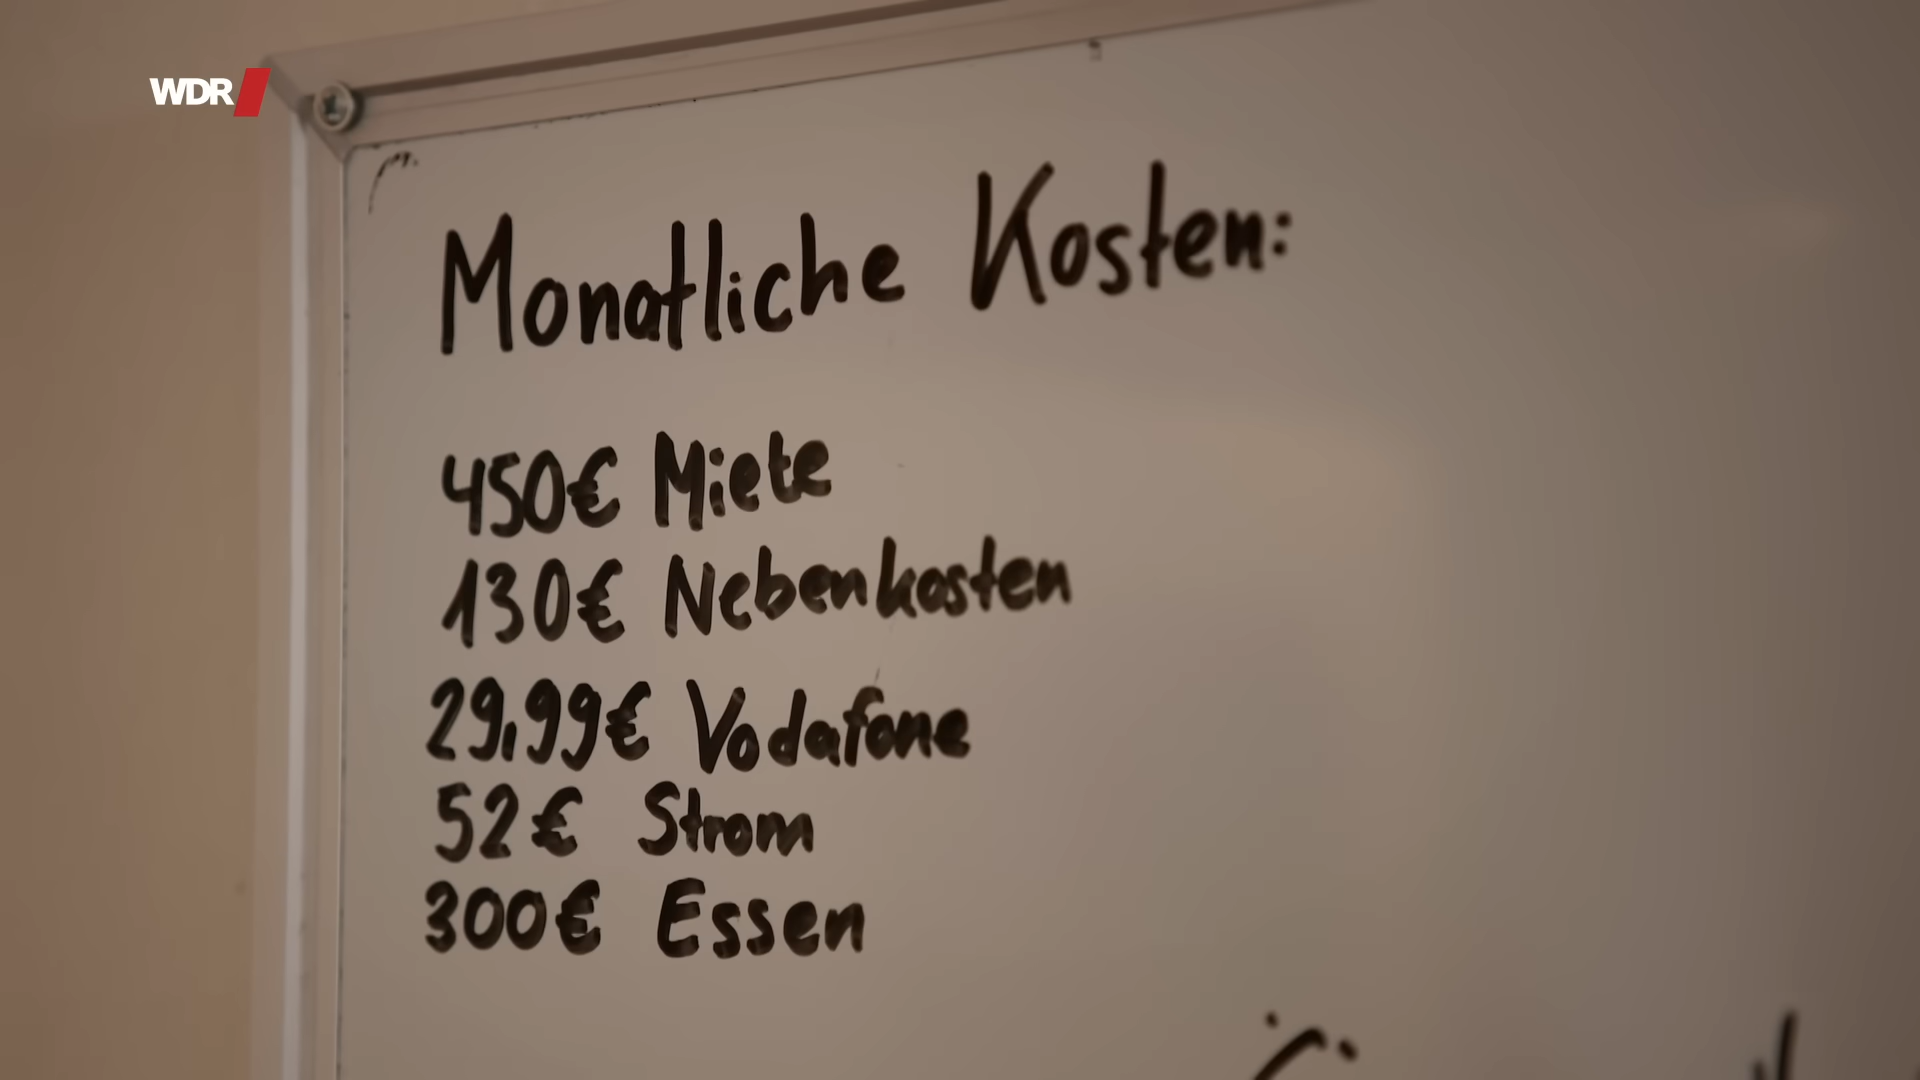 WDR
Monatliche Kosten:
450€ Miete
130€ Nebenkosten
29,99€ Vodafone
52€ Strom
300€ Essen